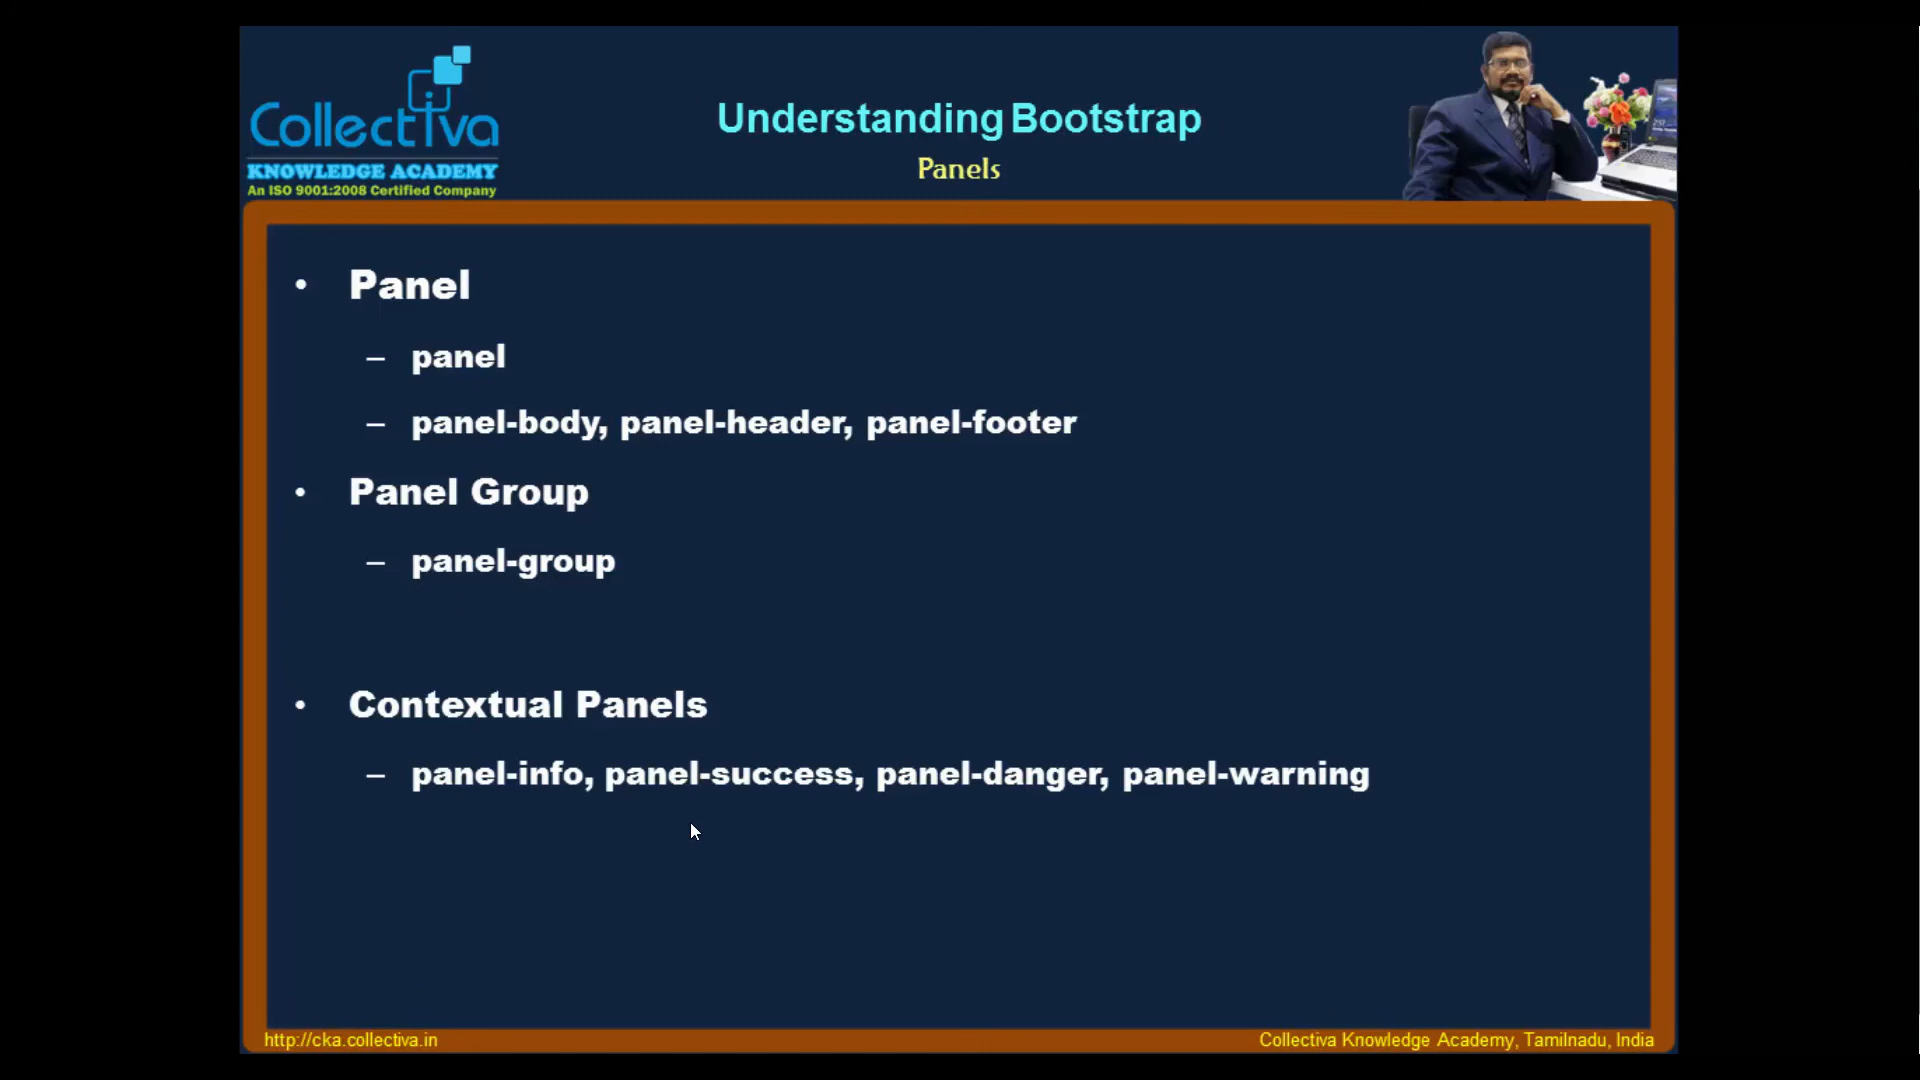 Collectiva
KNOWLEDGE ACADEMY
An ISO 9001:2008 Certified Company
Understanding Bootstrap
Panels
• Panel
– panel
– panel-body, panel-header, panel-footer
• Panel Group
– panel-group
• Contextual Panels
– panel-info, panel-success, panel-danger, panel-warning
http://cka.collectiva.in
Collectiva Knowledge Academy, Tamilnadu, India